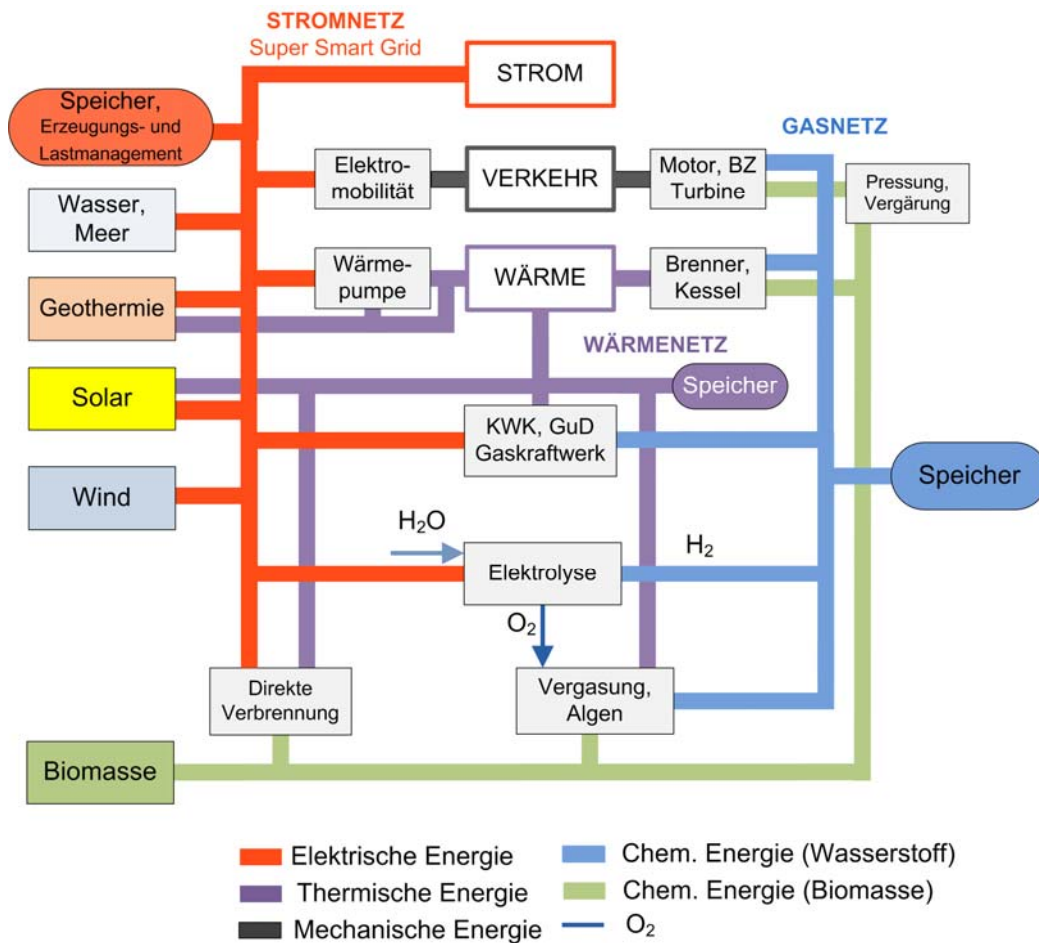 STROMNETZ
Super Smart Grid
STROM
Speicher,
Erzeugungs- und
Lastmanagement
GASNETZ
Elektro-
mobilität
VERKEHR
Motor, BZ
Turbine
Pressung,
Vergärung
Wasser,
Meer
Wärme-
pumpe
WÄRME
Brenner,
Kessel
Geothermie
WÄRMENETZ
Solar
Speicher
KWK, GuD
Gaskraftwerk
Speicher
Wind
H₂O
H₂
Elektrolyse
O₂
Direkte
Verbrennung
Vergasung,
Algen
Biomasse
Elektrische Energie
Thermische Energie
Mechanische Energie
Chem. Energie (Wasserstoff)
Chem. Energie (Biomasse)
O₂